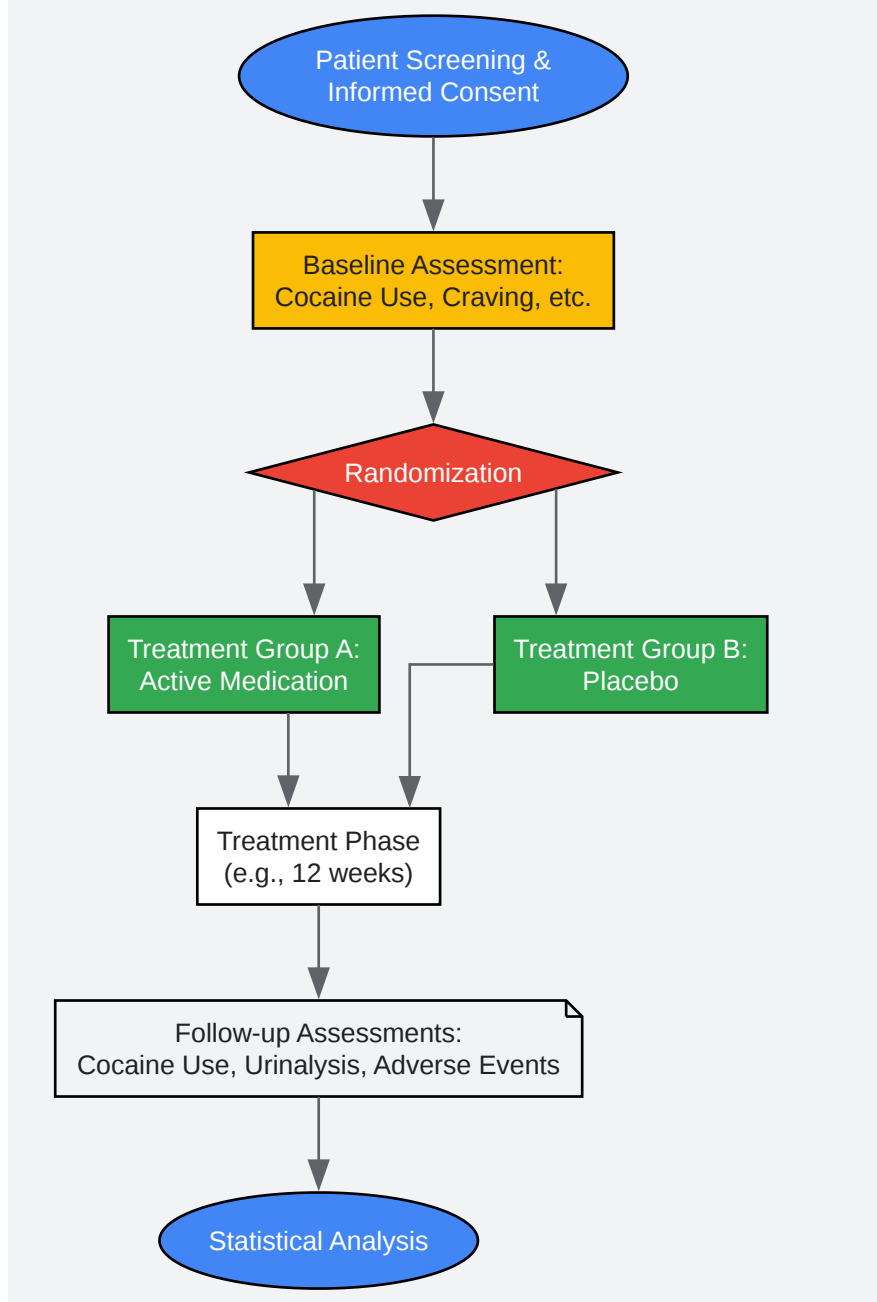 Patient Screening &
Informed Consent
Baseline Assessment:
Cocaine Use, Craving, etc.
Randomization
Treatment Group A:
Active Medication
Treatment Group B:
Placebo
Treatment Phase
(e.g., 12 weeks)
Follow-up Assessments:
Cocaine Use, Urinalysis, Adverse Events
Statistical Analysis